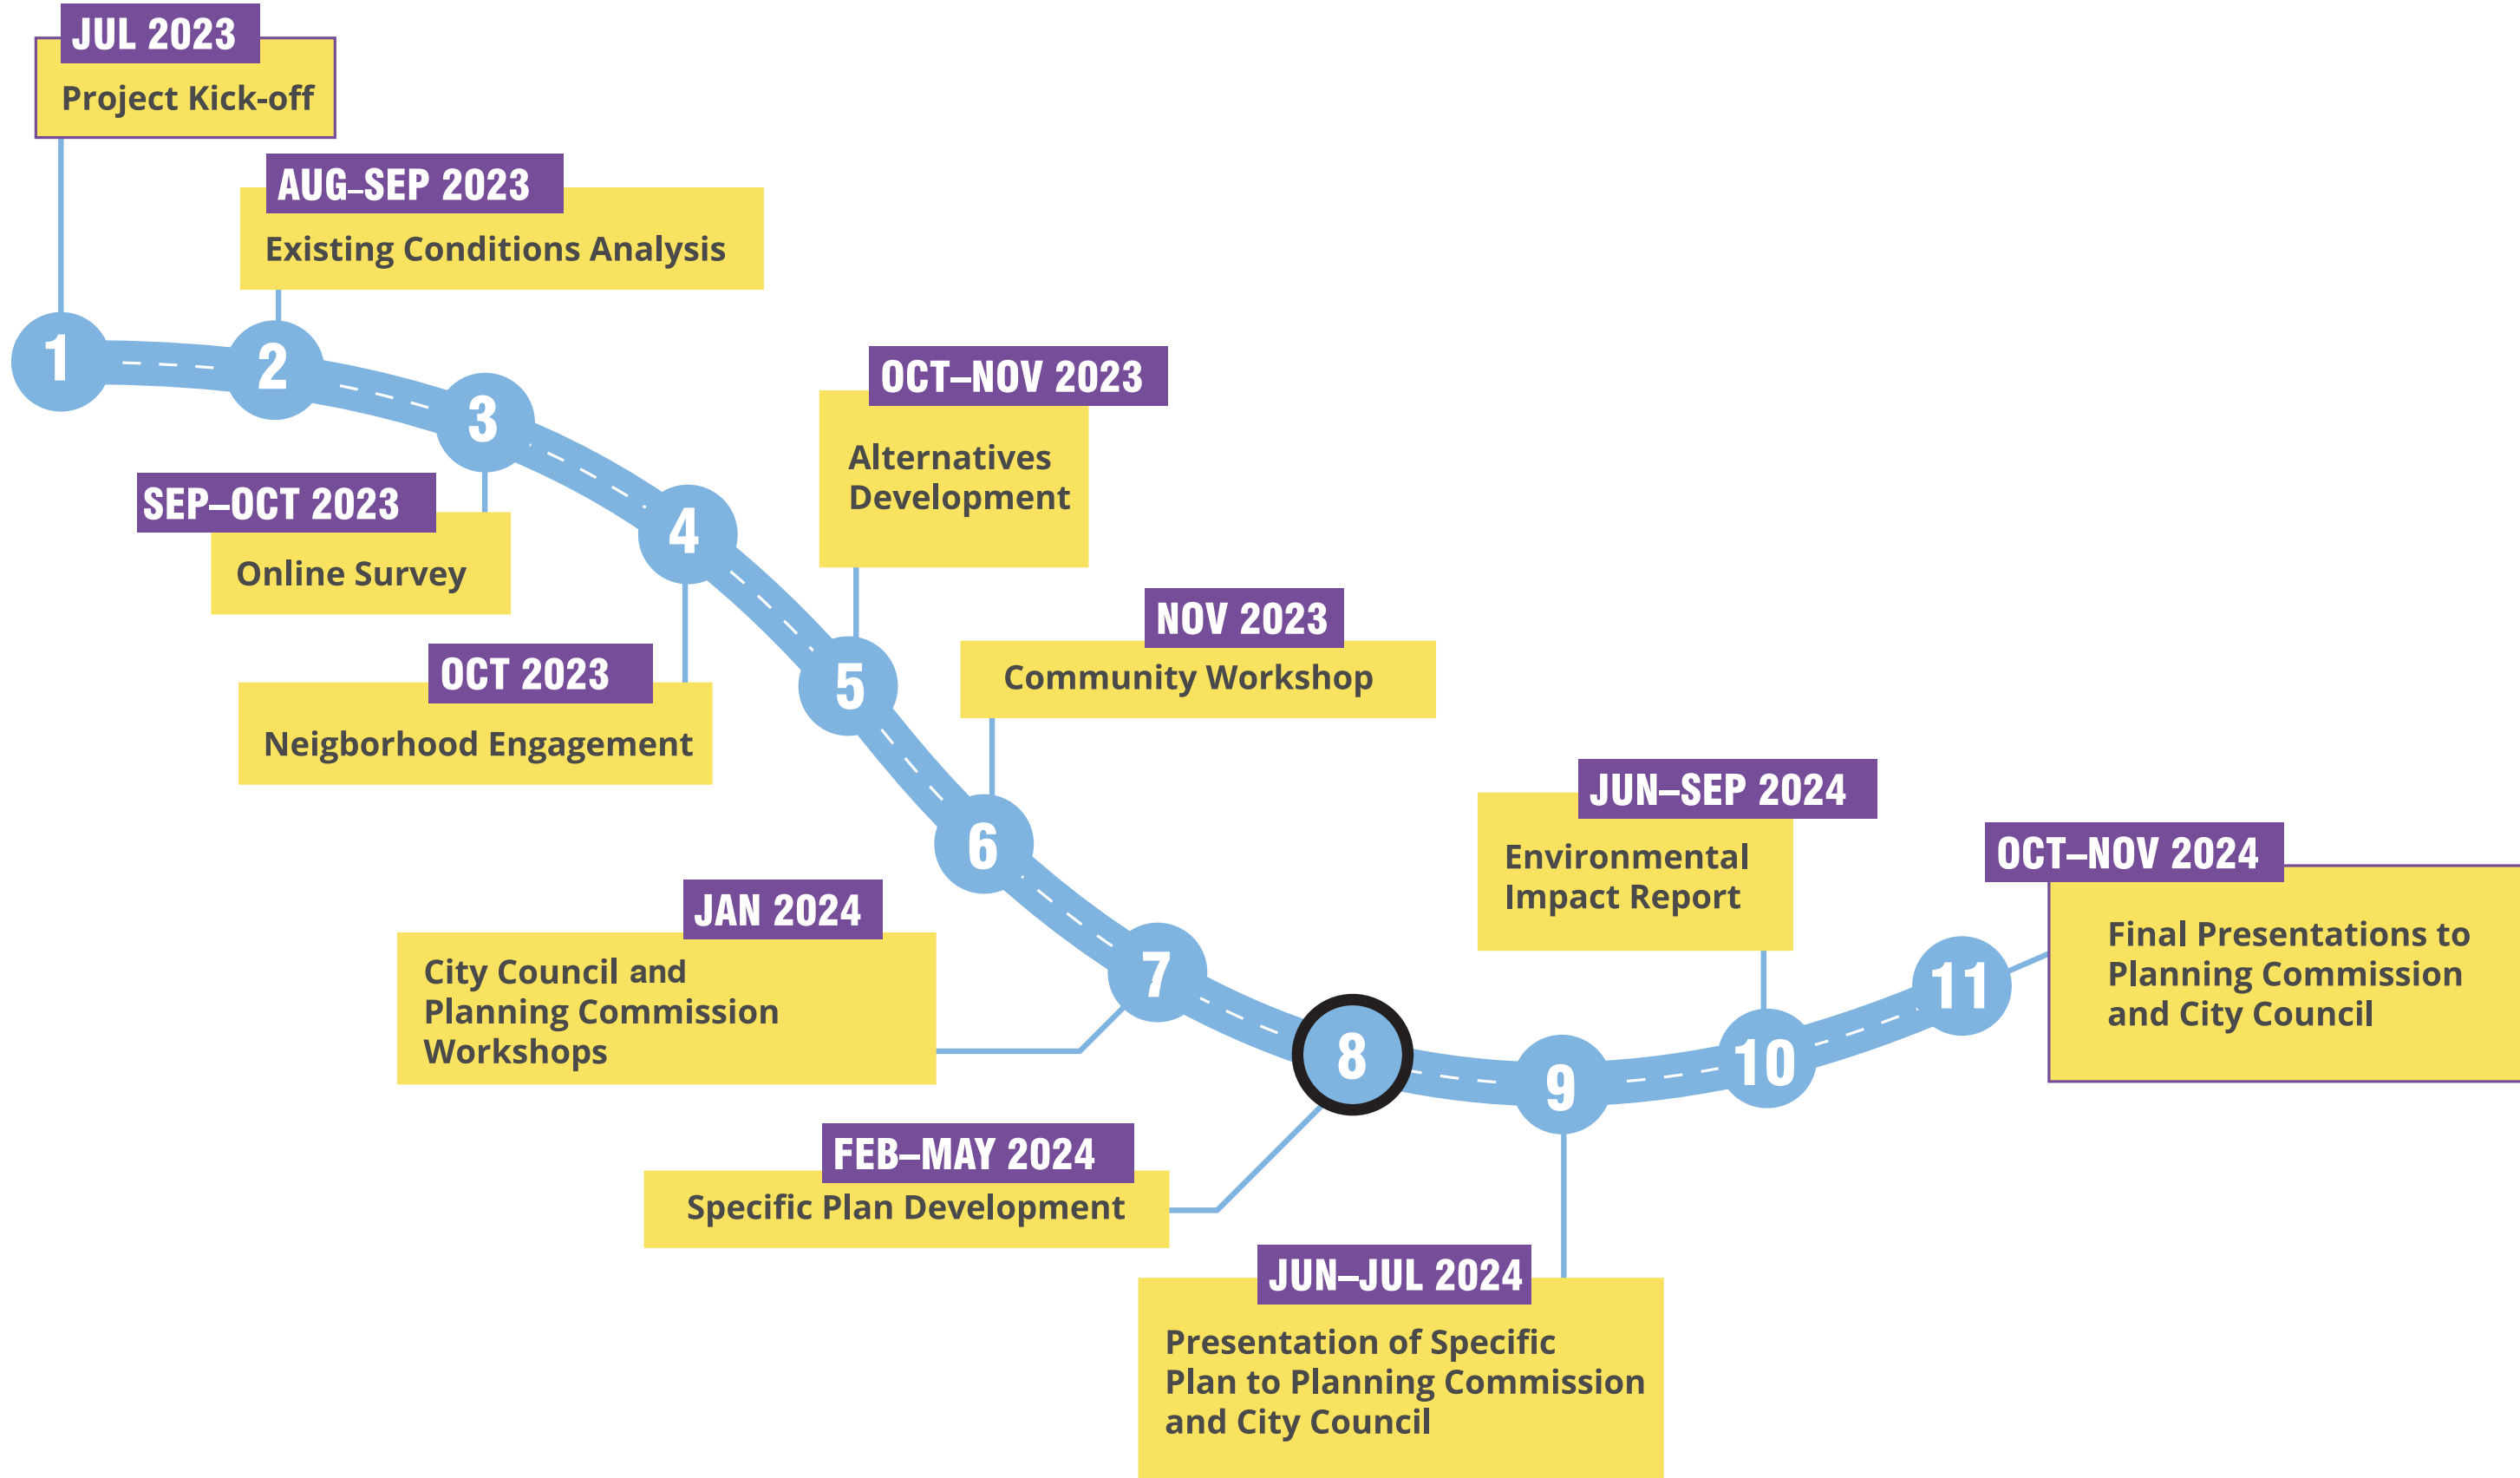 JUL 2023
Project Kick-off
AUG–SEP 2023
Existing Conditions Analysis
1
2
3
SEP–OCT 2023
Online Survey
4
OCT 2023
Neigborhood Engagement
OCT–NOV 2023
Alternatives
Development
5
NOV 2023
Community Workshop
6
JAN 2024
City Council and
Planning Commission
Workshops
7
FEB–MAY 2024
Specific Plan Development
8
JUN–JUL 2024
Presentation of Specific
Plan to Planning Commission
and City Council
9
JUN–SEP 2024
Environmental
Impact Report
10
OCT–NOV 2024
Final Presentations to
Planning Commission
and City Council
11